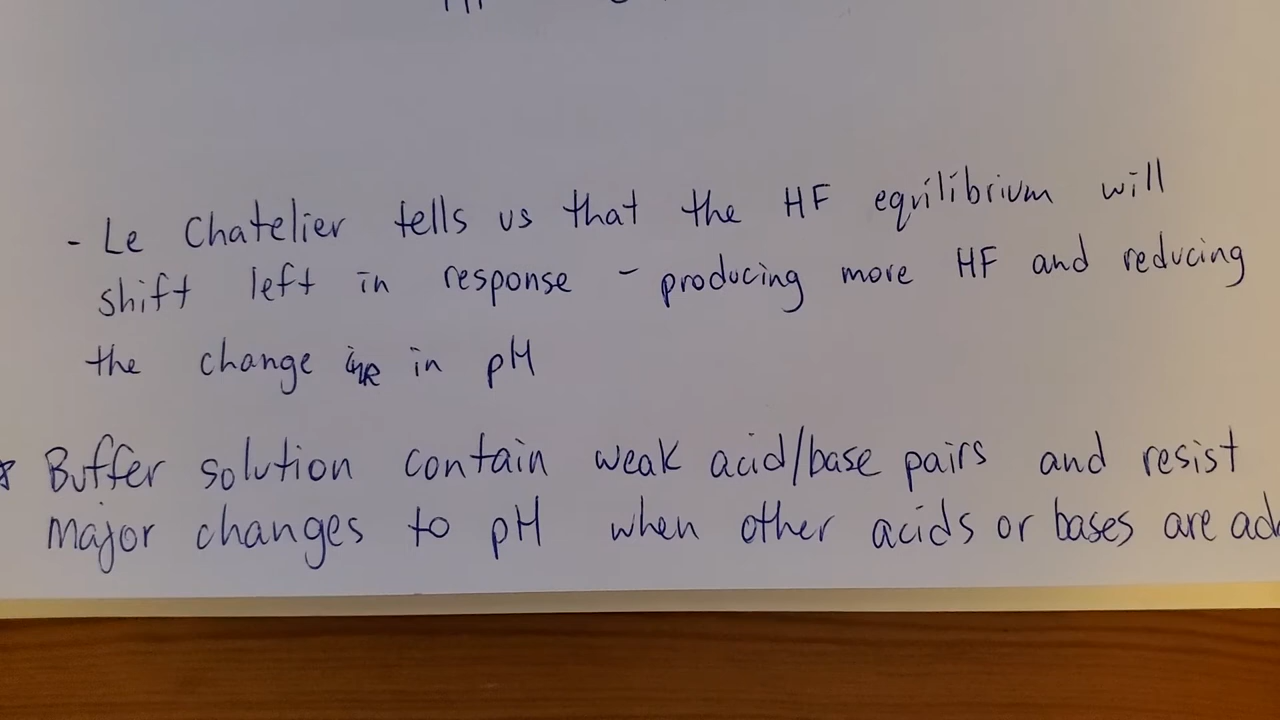 - Le Chatelier tells us that the HF equilibrium will
shift left in response - producing more HF and reducing
the change in pH
* Buffer solution contain weak acid/base pairs and resist
major changes to pH when other acids or bases are ad